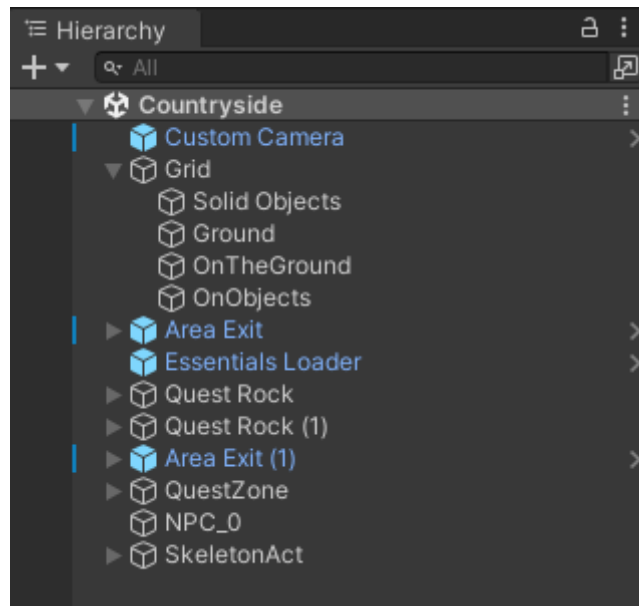 Hierarchy
All
Countryside
Custom Camera
Grid
Solid Objects
Ground
OnTheGround
OnObjects
Area Exit
Essentials Loader
Quest Rock
Quest Rock (1)
Area Exit (1)
QuestZone
NPC_0
SkeletonAct